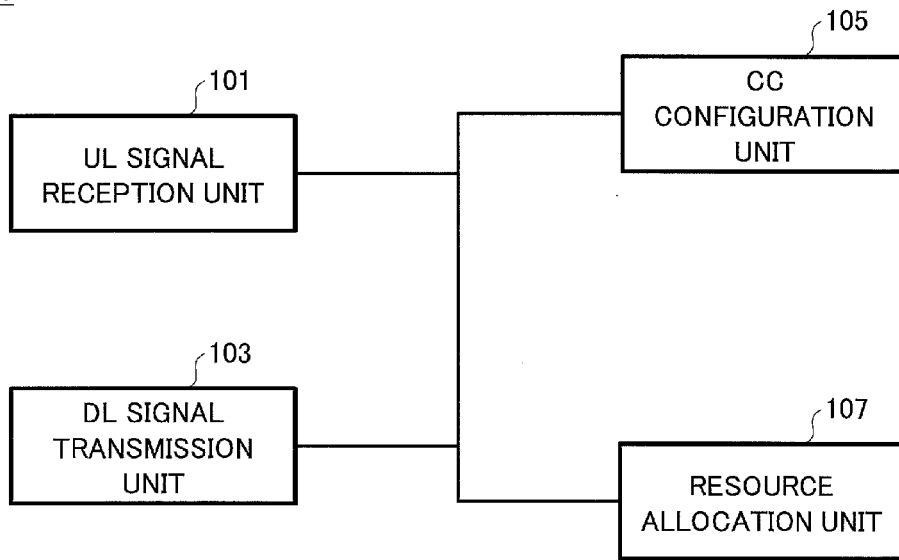 101
UL SIGNAL
RECEPTION UNIT
105
CC
CONFIGURATION
UNIT
103
DL SIGNAL
TRANSMISSION
UNIT
107
RESOURCE
ALLOCATION UNIT